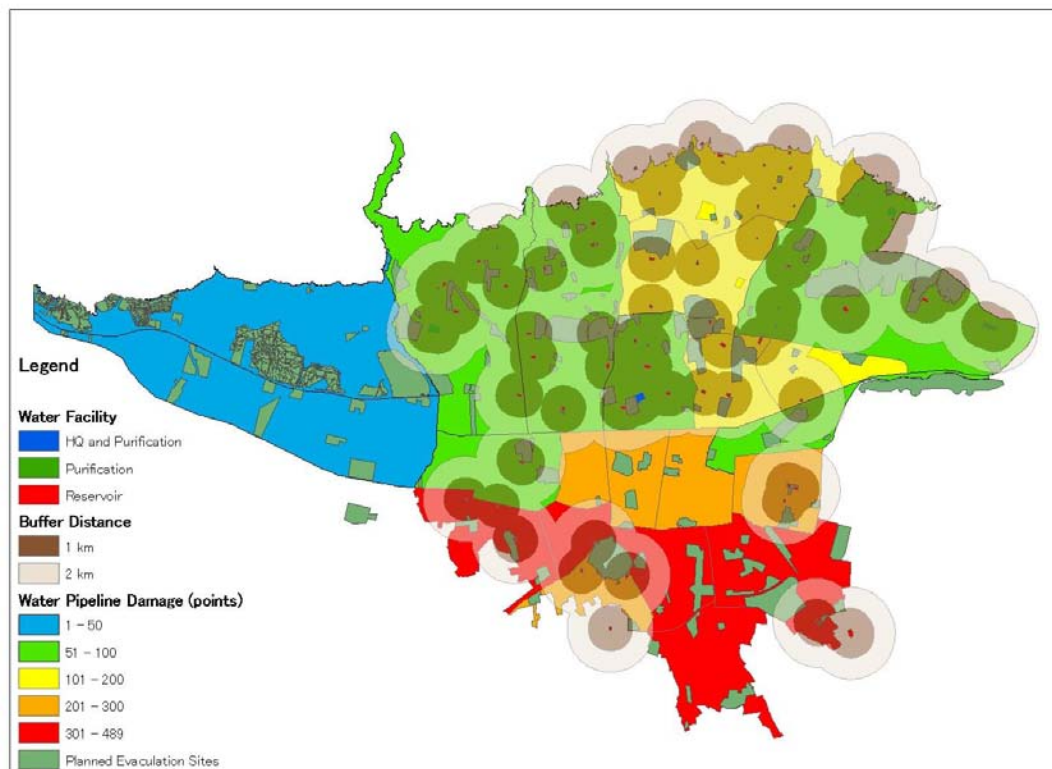 Legend
Water Facility
HQ and Purification
Purification
Reservoir
Buffer Distance
1 km
2 km
Water Pipeline Damage (points)
1 - 50
51 - 100
101 - 200
201 - 300
301 - 489
Planned Evaculation Sites